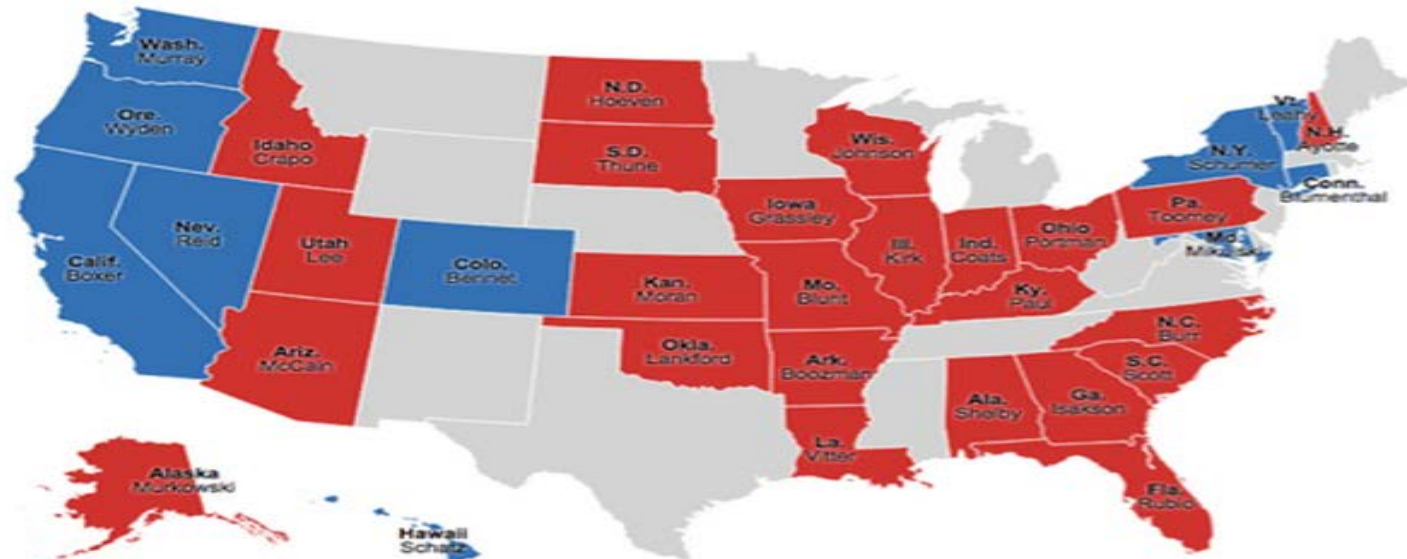 Wash.
Murray
Ore.
Wyden
Calif.
Boxer
Nev.
Reid
Idaho
Crapo
Utah
Lee
Ariz.
McCain
Colo.
Bennet
N.D.
Hoeven
S.D.
Thune
Kan.
Moran
Okla.
Lankford
Iowa
Grassley
Mo.
Blunt
Ark.
Boozman
La.
Vitter
Wis.
Johnson
Ill.
Kirk
Ind.
Coats
Ohio
Portman
Ky.
Paul
Ala.
Shelby
Ga.
Isakson
Fla.
Rubio
S.C.
Scott
N.C.
Burr
Pa.
Toomey
N.Y.
Schumer
Vt.
Leahy
N.H.
Ayotte
Conn.
Blumenthal
Md.
Mikulski
Alaska
Murkowski
Hawaii
Schatz